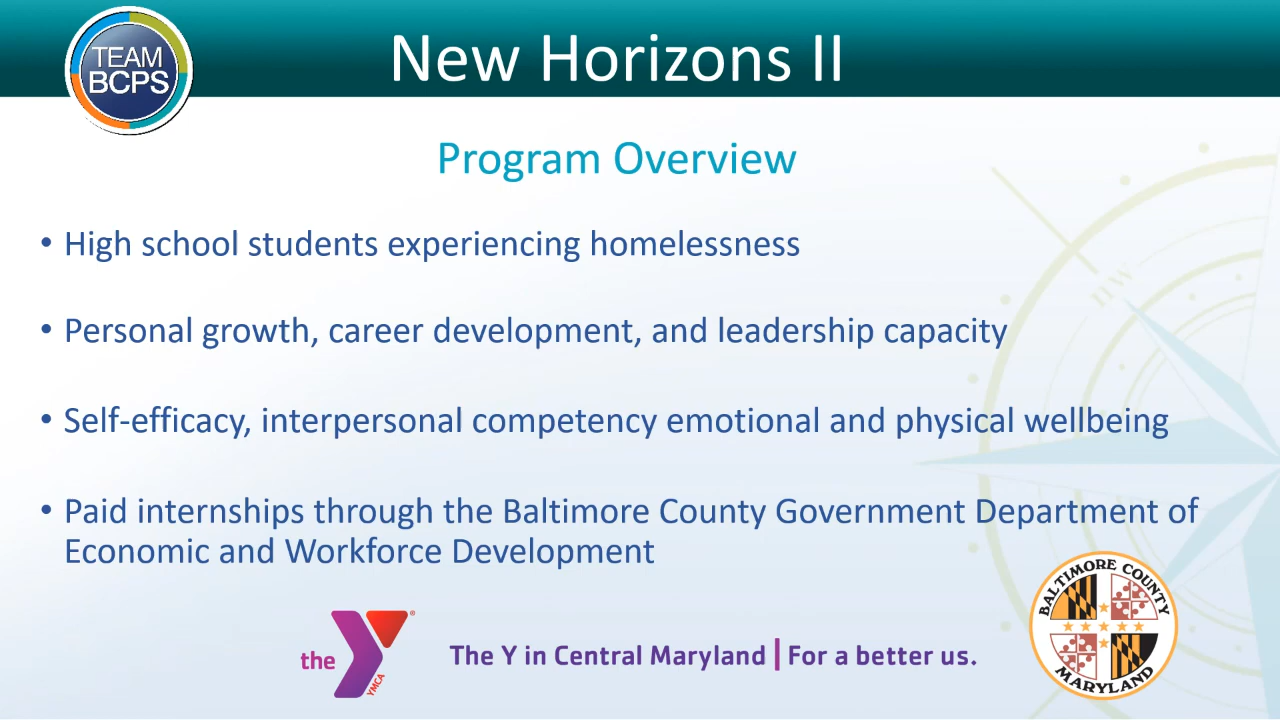 TEAM
BCPS
New Horizons II
Program Overview
• High school students experiencing homelessness
• Personal growth, career development, and leadership capacity
• Self-efficacy, interpersonal competency emotional and physical wellbeing
• Paid internships through the Baltimore County Government Department of
Economic and Workforce Development
the
YMCA
®
The Y in Central Maryland | For a better us.
BALTIMORE COUNTY
MARYLAND